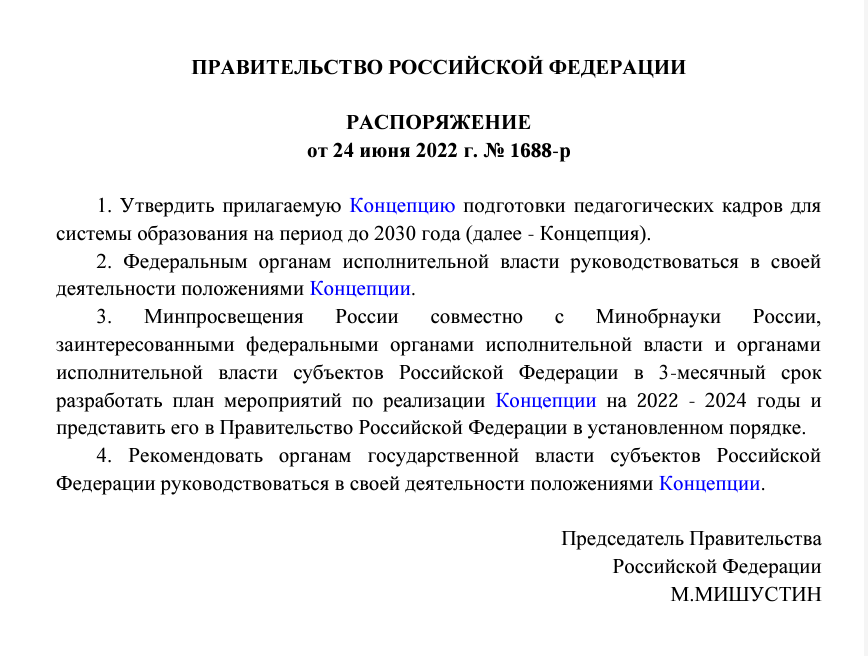 ПРАВИТЕЛЬСТВО РОССИЙСКОЙ ФЕДЕРАЦИИ
РАСПОРЯЖЕНИЕ
от 24 июня 2022 г. № 1688-р
1. Утвердить прилагаемую Концепцию подготовки педагогических кадров для
системы образования на период до 2030 года (далее - Концепция).
2. Федеральным органам исполнительной власти руководствоваться в своей
деятельности положениями Концепции.
3. Минпросвещения России совместно с Минобрнауки России,
заинтересованными федеральными органами исполнительной власти и органами
исполнительной власти субъектов Российской Федерации в 3-месячный срок
разработать план мероприятий по реализации Концепции на 2022 - 2024 годы и
представить его в Правительство Российской Федерации в установленном порядке.
4. Рекомендовать органам государственной власти субъектов Российской
Федерации руководствоваться в своей деятельности положениями Концепции.
Председатель Правительства
Российской Федерации
М.МИШУСТИН